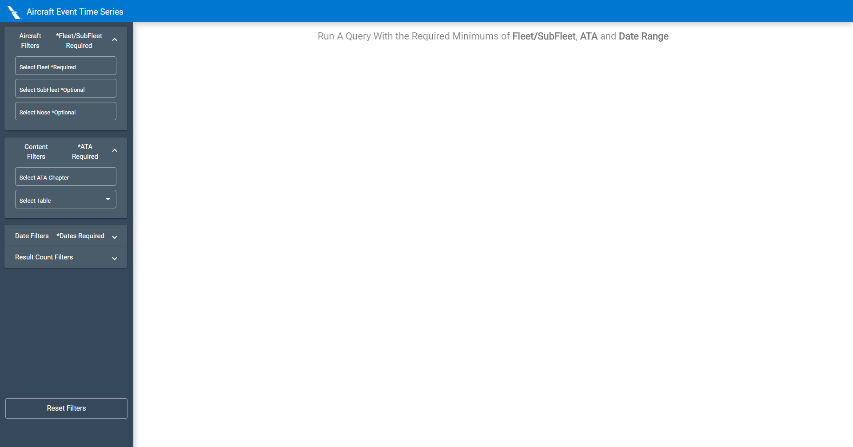 Aircraft Event Time Series
Aircraft Filters *Fleet/SubFleet Required
Select Fleet *Required
Select SubFleet *Optional
Select Nose *Optional
Content Filters *ATA Required
Select ATA Chapter
Select Table
Date Filters *Dates Required
Result Count Filters
Reset Filters
Run A Query With the Required Minimums of Fleet/SubFleet, ATA and Date Range